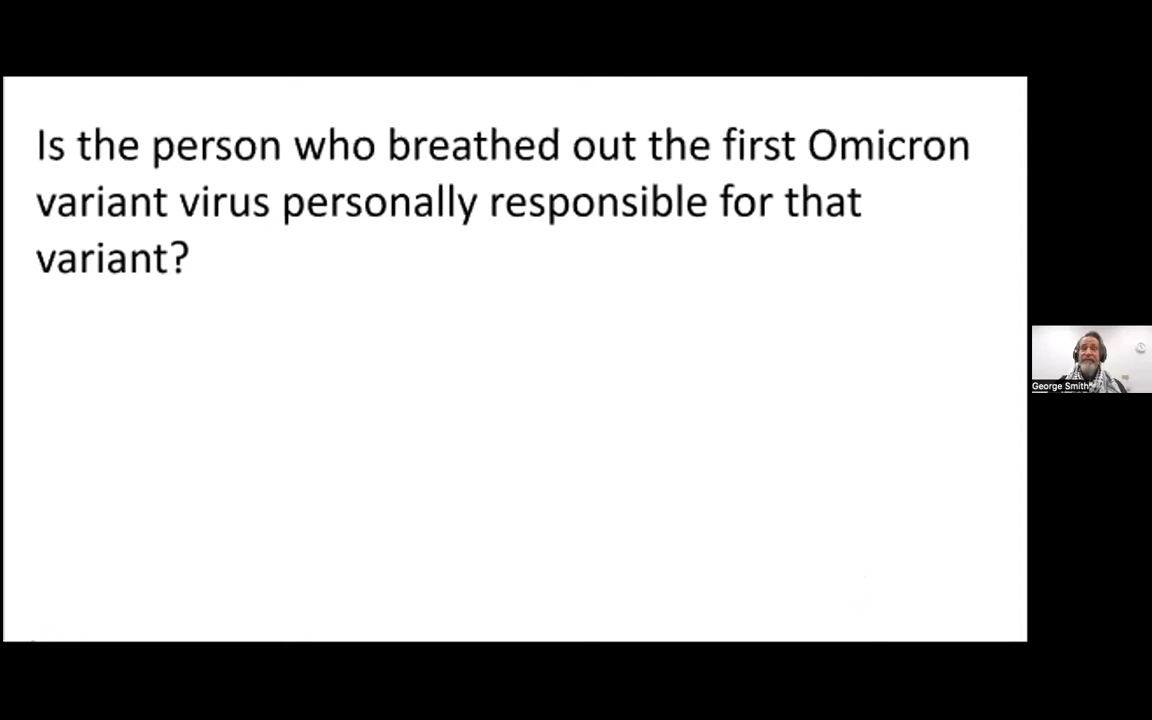 Is the person who breathed out the first Omicron
variant virus personally responsible for that
variant?
George Smith